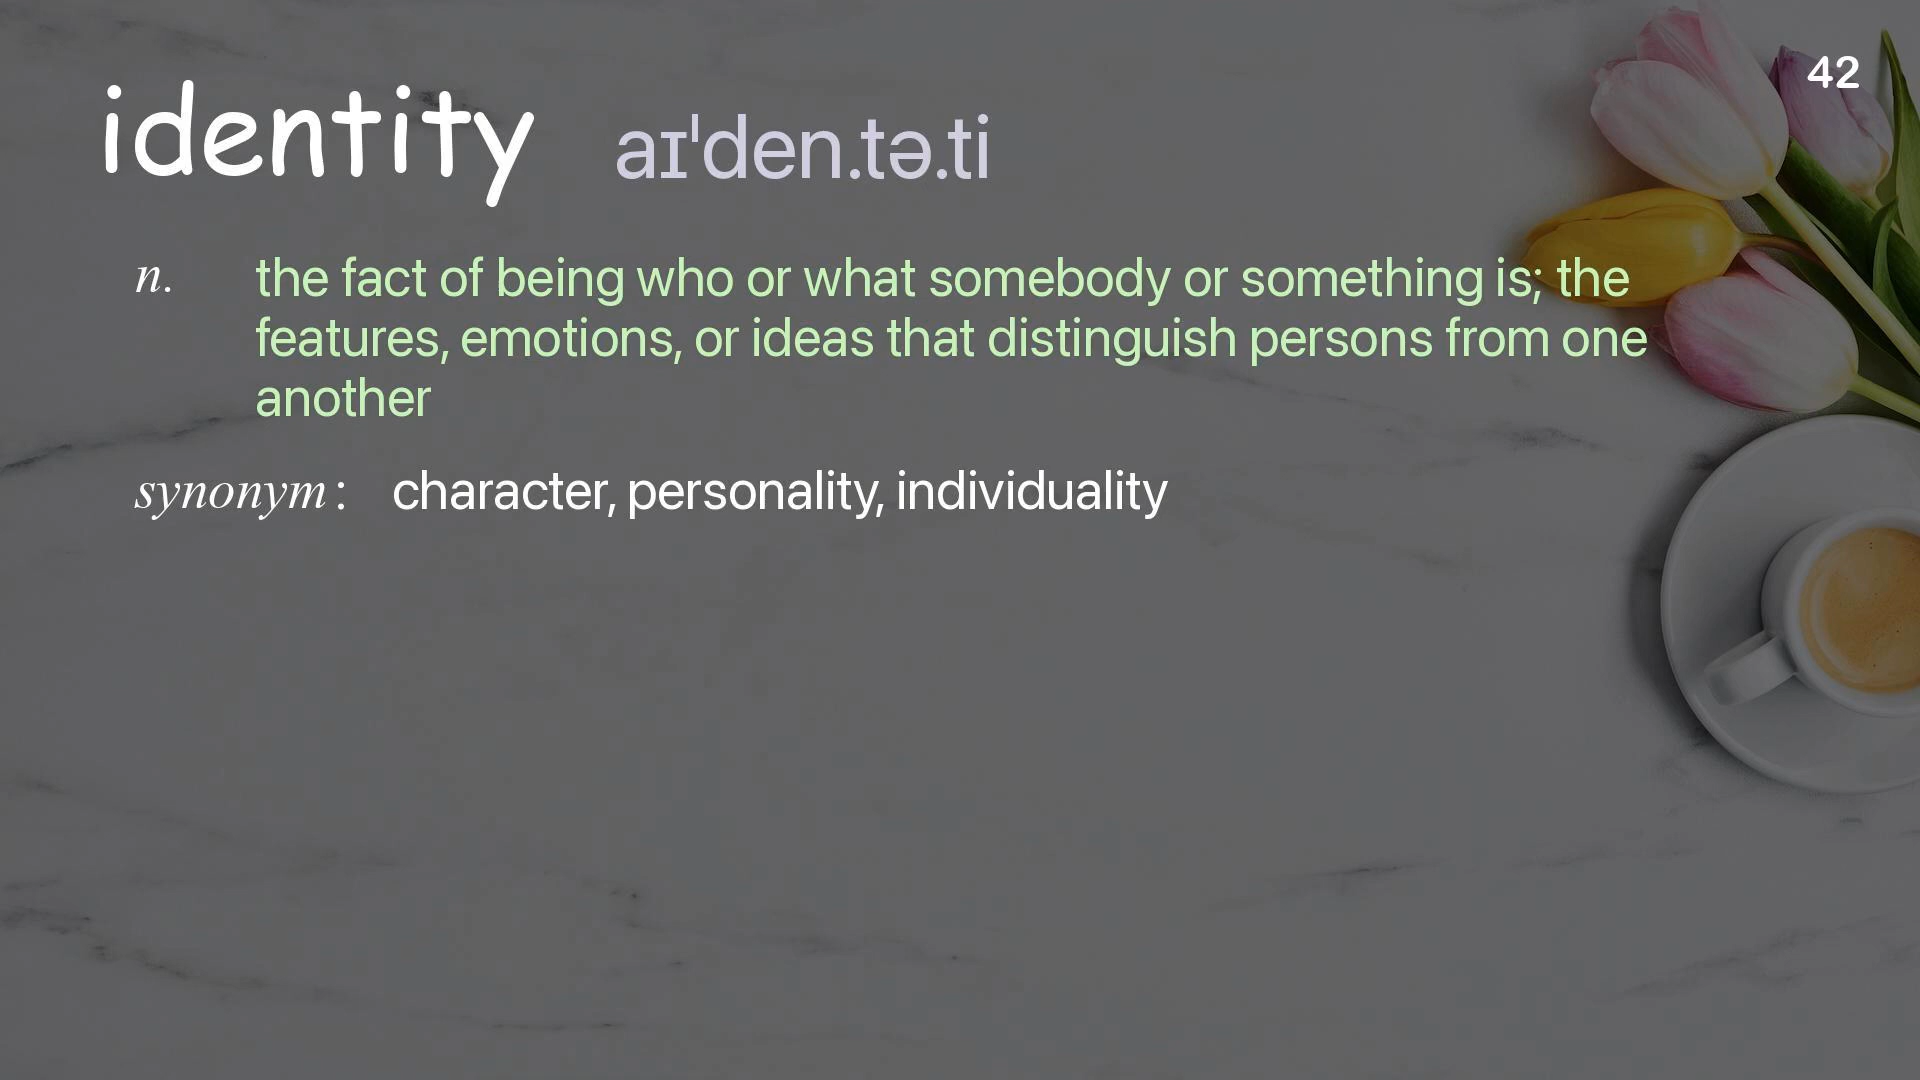 42
identity aɪˈden.tə.ti
n. the fact of being who or what somebody or something is; the
features, emotions, or ideas that distinguish persons from one
another
synonym: character, personality, individuality